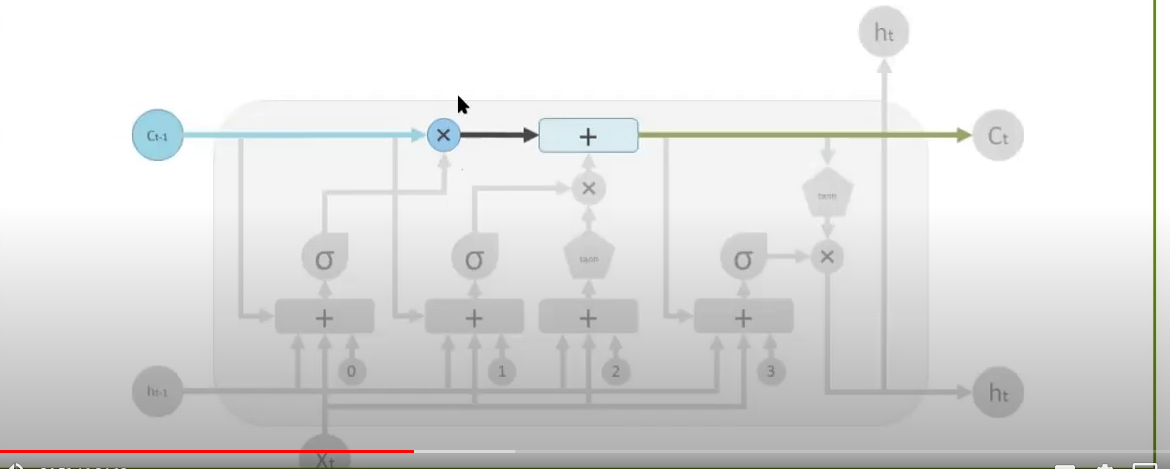 ht
Ct-1
×
+
Ct
×
tanh
σ
σ
tanh
σ
×
+
+
+
+
0
1
2
3
ht-1
ht
Xt